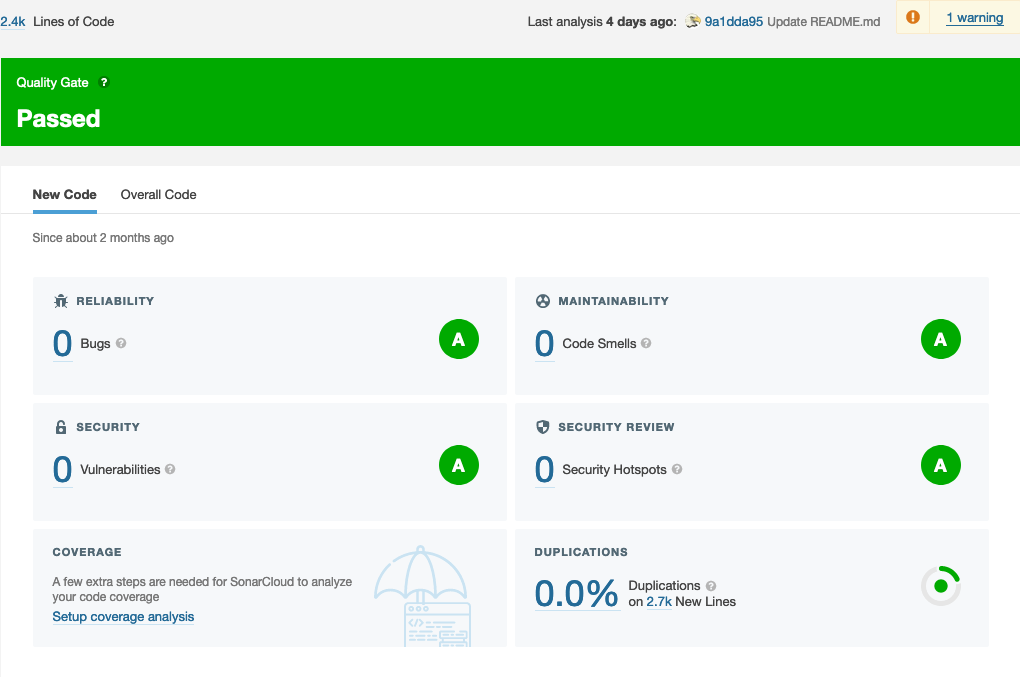 2.4k Lines of Code Last analysis 4 days ago: 9a1dda95 Update README.md 1 warning
Quality Gate ?
Passed
New Code Overall Code
Since about 2 months ago
RELIABILITY
0 Bugs ?
A
MAINTAINABILITY
0 Code Smells ?
A
SECURITY
0 Vulnerabilities ?
A
SECURITY REVIEW
0 Security Hotspots ?
A
COVERAGE
A few extra steps are needed for SonarCloud to analyze
your code coverage
Setup coverage analysis
DUPLICATIONS
0.0% Duplications ?
on 2.7k New Lines